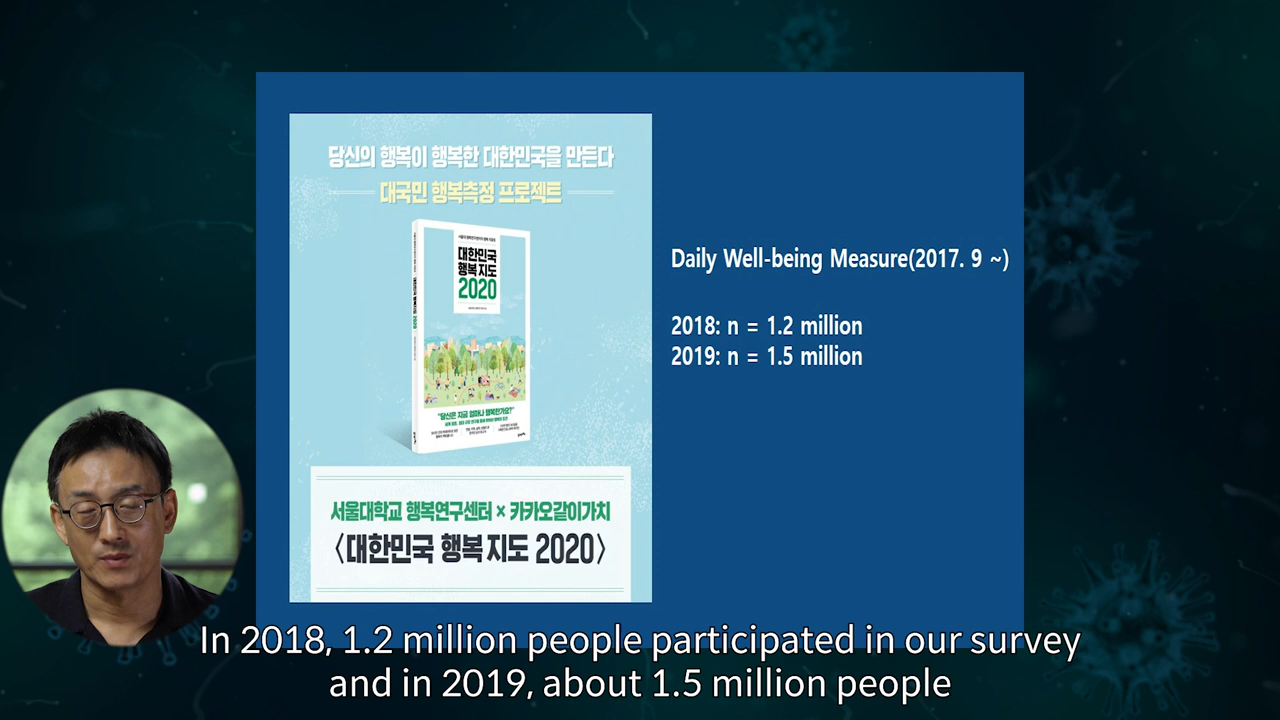 당신의 행복이 행복한 대한민국을 만든다
대국민 행복측정 프로젝트
대한민국
행복 지도
2020
"당신은 지금 얼마나 행복한가요?"
서울대학교 행복연구센터 × 카카오같이가치
〈대한민국 행복 지도 2020〉
Daily Well-being Measure(2017. 9 ~)
2018: n = 1.2 million
2019: n = 1.5 million
In 2018, 1.2 million people participated in our survey
and in 2019, about 1.5 million people